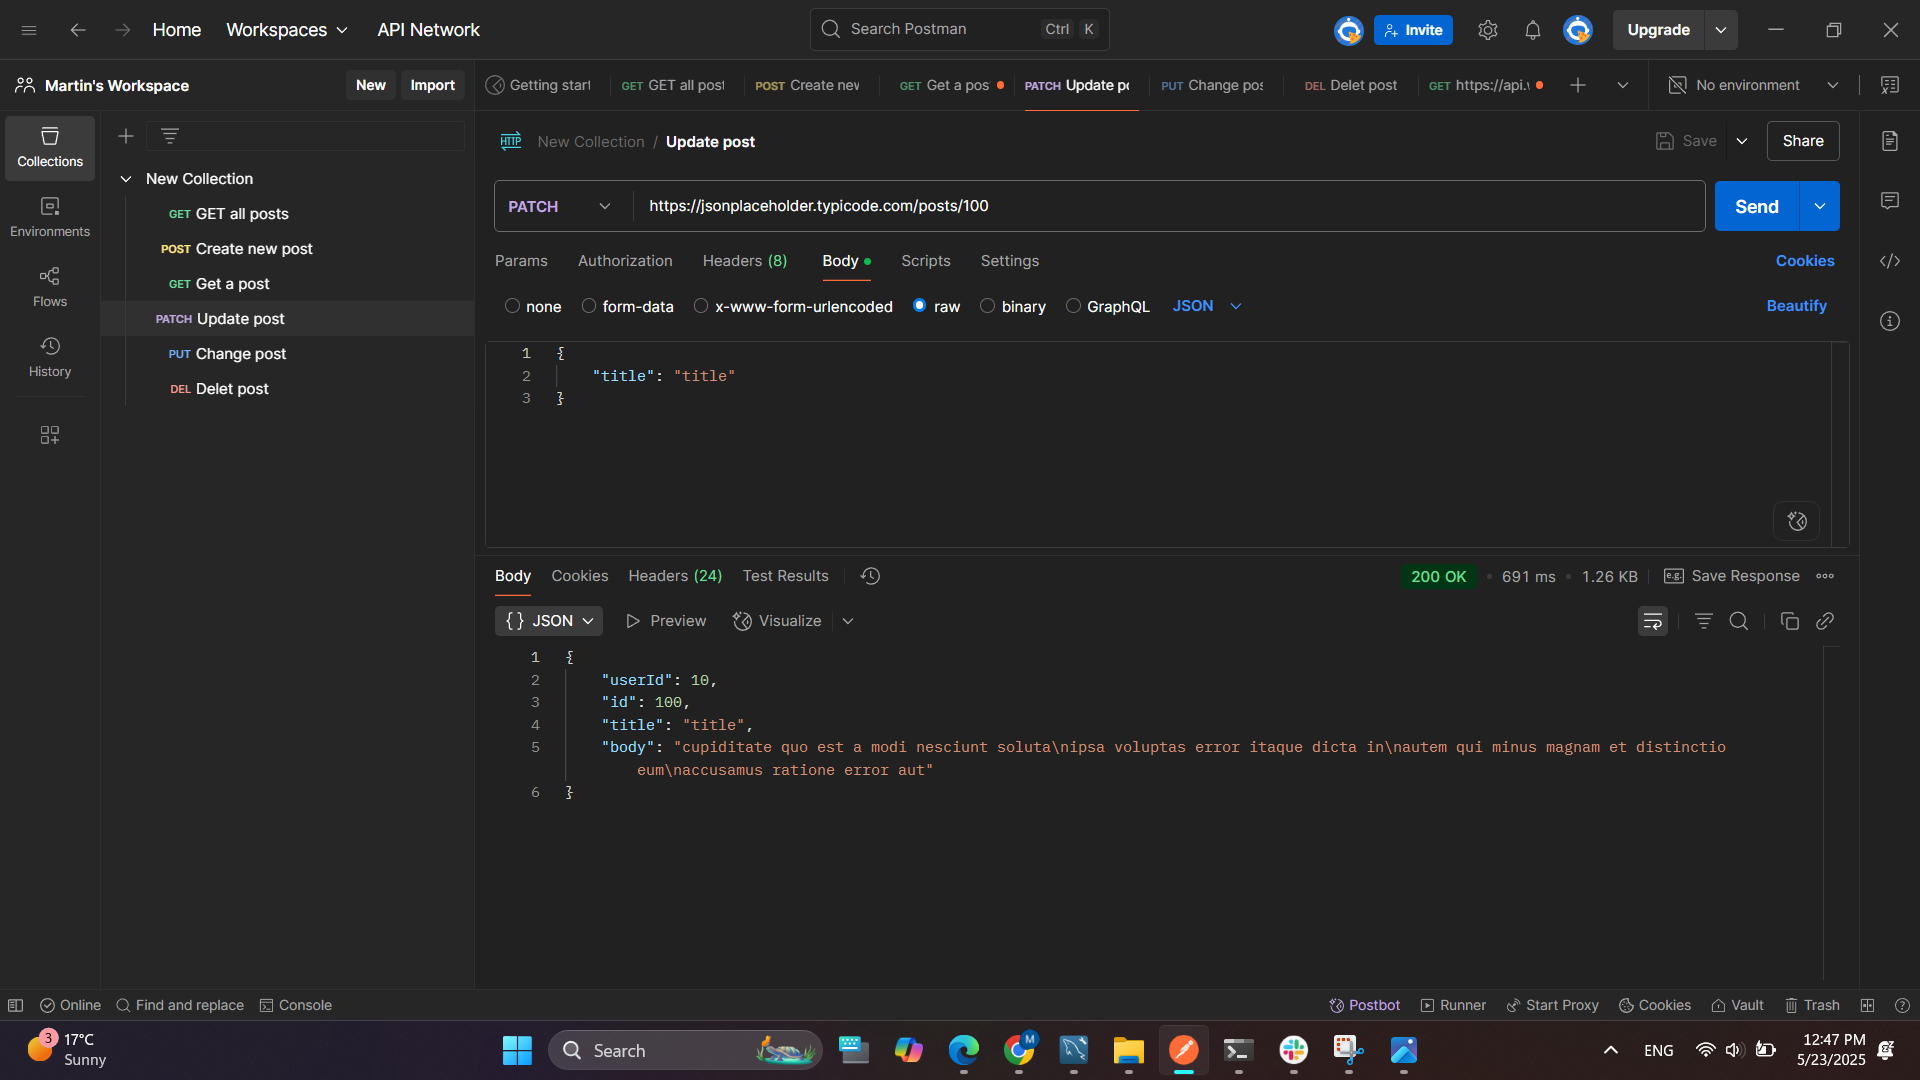 Home Workspaces API Network Search Postman Ctrl K Invite Upgrade
Martin's Workspace New Import Getting start GET GET all post POST Create new GET Get a pos PATCH Update po PUT Change pos DEL Delet post GET https://api. No environment
Collections
Environments
Flows
History
New Collection
GET GET all posts
POST Create new post
GET Get a post
PATCH Update post
PUT Change post
DEL Delet post
HTTP New Collection / Update post Save Share
PATCH https://jsonplaceholder.typicode.com/posts/100 Send
Params Authorization Headers (8) Body Scripts Settings Cookies
none form-data x-www-form-urlencoded raw binary GraphQL JSON Beautify
1 {
2 "title": "title"
3 }
Body Cookies Headers (24) Test Results 200 OK • 691 ms • 1.26 KB e.g. Save Response
{} JSON Preview Visualize
1 {
2 "userId": 10,
3 "id": 100,
4 "title": "title",
5 "body": "cupiditate quo est a modi nesciunt soluta\nipsa voluptas error itaque dicta in\nautem qui minus magnam et distinctio
eum\naccusamus ratione error aut"
6 }
Online Find and replace Console Postbot Runner Start Proxy Cookies Vault Trash
3 17°C
Sunny
Search
M
ENG
12:47 PM
5/23/2025